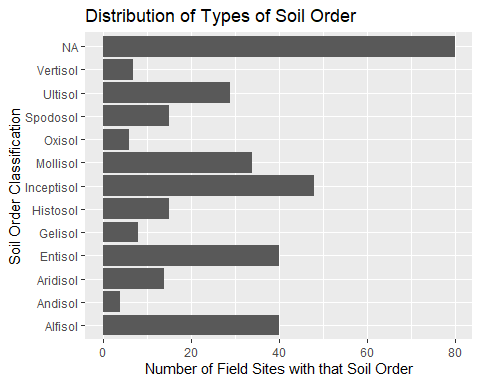 Distribution of Types of Soil Order
Soil Order Classification
NA
Vertisol
Ultisol
Spodosol
Oxisol
Mollisol
Inceptisol
Histosol
Gelisol
Entisol
Aridisol
Andisol
Alfisol
0 20 40 60 80
Number of Field Sites with that Soil Order